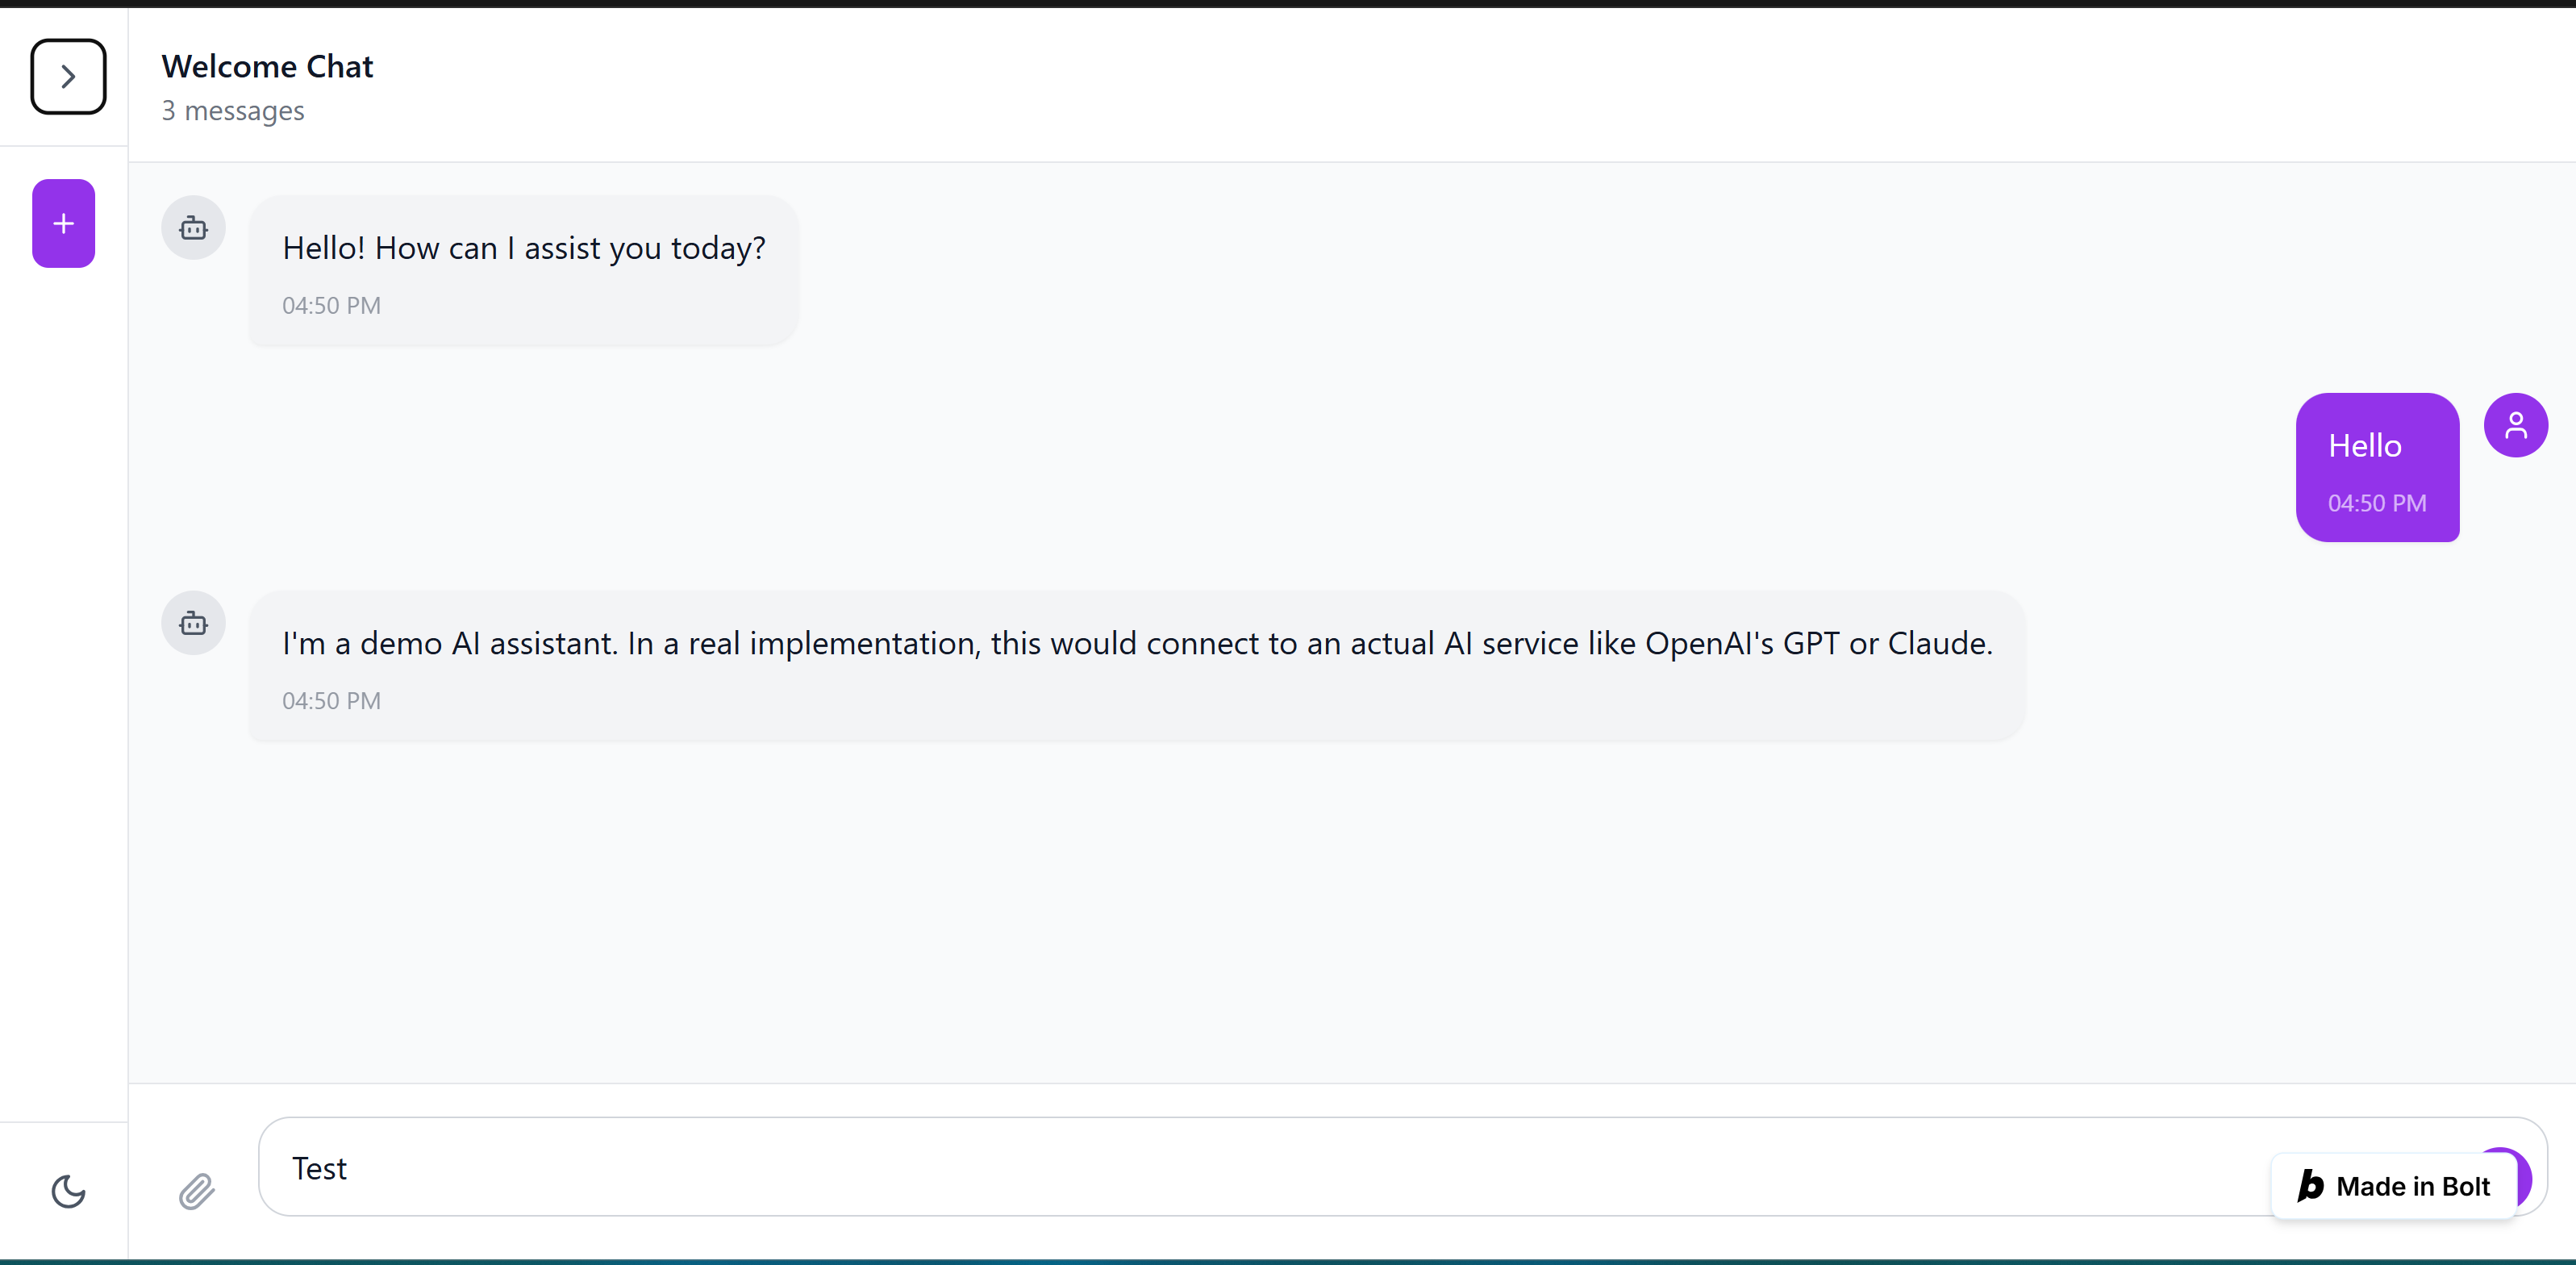 Welcome Chat
3 messages
Hello! How can I assist you today?
04:50 PM
Hello
04:50 PM
I'm a demo AI assistant. In a real implementation, this would connect to an actual AI service like OpenAI's GPT or Claude.
04:50 PM
Test
b Made in Bolt